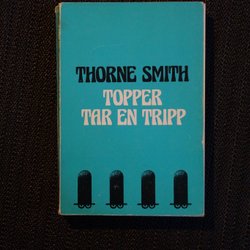 THORNE SMITH
TOPPER
TAR EN TRIPP